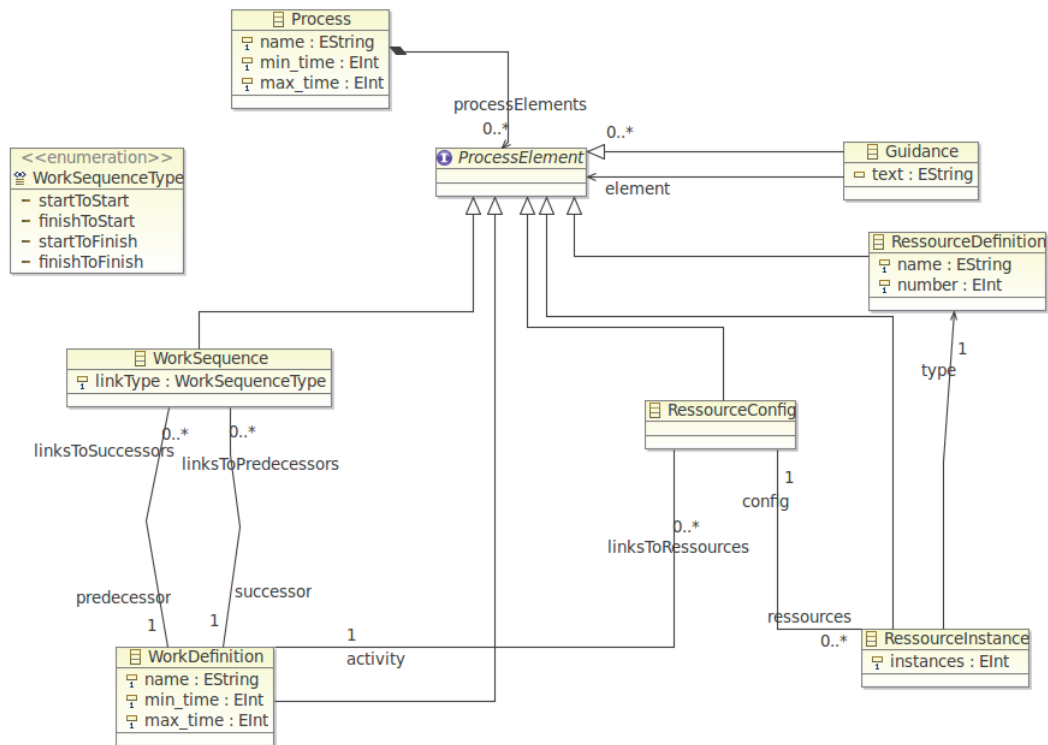 Process
name : EString
min_time : EInt
max_time : EInt
processElements
0..*
0..*
<<enumeration>>
WorkSequenceType
startToStart
finishToStart
startToFinish
finishToFinish
I ProcessElement
element
Guidance
text : EString
RessourceDefinition
name : EString
number : EInt
1
type
WorkSequence
linkType : WorkSequenceType
0..*
0..*
linksToSuccessors
linksToPredecessors
RessourceConfig
1
config
0..*
linksToRessources
predecessor
successor
1
1
1
activity
ressources
0..*
WorkDefinition
name : EString
min_time : EInt
max_time : EInt
RessourceInstance
instances : EInt